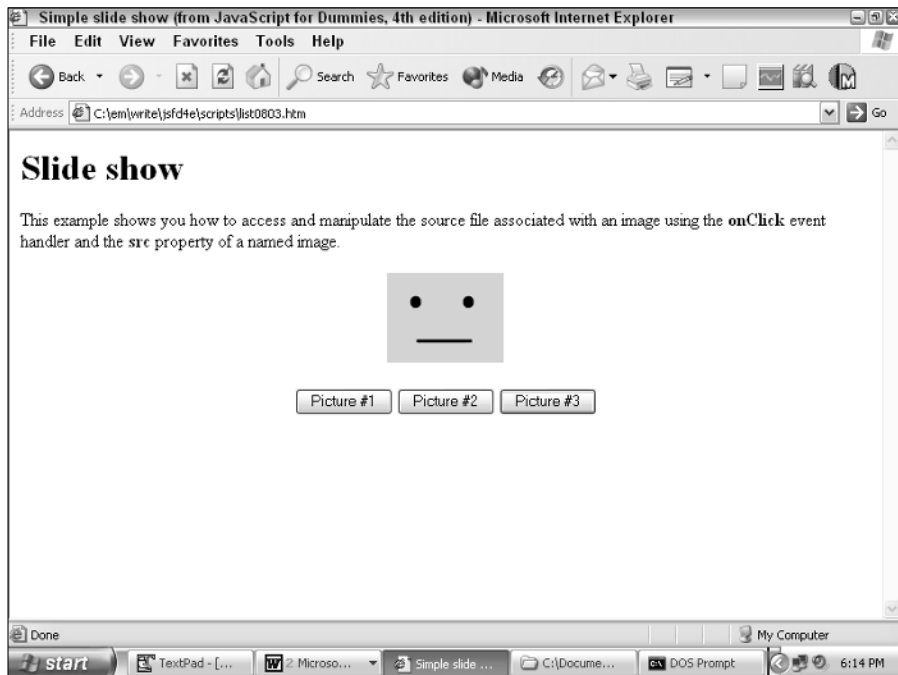 Simple slide show (from JavaScript for Dummies, 4th edition) - Microsoft Internet Explorer
File Edit View Favorites Tools Help
Back Search Favorites Media
Address C:\em\write\jsfd4e\scripts\list0803.htm Go
Slide show
This example shows you how to access and manipulate the source file associated with an image using the onClick event
handler and the src property of a named image.
Picture #1 Picture #2 Picture #3
Done My Computer
start TextPad - [... 2 Microso... Simple slide ... C:\Docume... DOS Prompt 6:14 PM